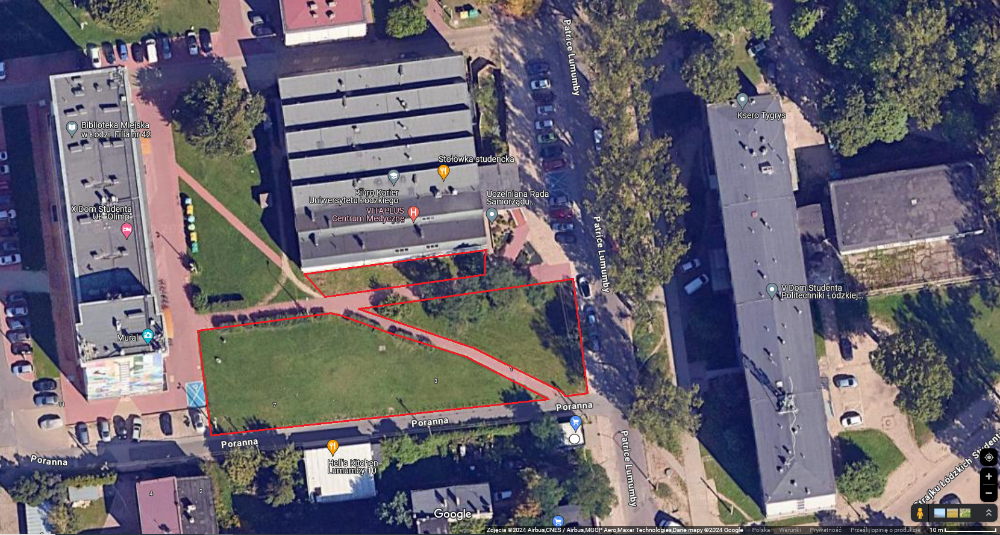 Patrice Lumumby
Ksero Tygrys
Biblioteka Miejska
w Łodzi. Filia nr 42
Stołówka studencka
Biuro Karier
Uniwersytetu Łódzkiego
Uczelniana Rada
Samorządu...
VITAPLUS
Centrum Medyczne
X Dom Studenta
UŁ "Olimp"
Patrice Lumumby
V Dom Studenta
Politechniki Łódzkiej...
Mural
1
3
7
11
Poranna
Poranna
Poranna
Poranna
Patrice Lumumby
Hell's Kitchen
Lumumby 10
Strajku Łódzkich Studentó
4
2
Google
Zdjęcia ©2024 Airbus,CNES / Airbus,MGGP Aero,Maxar Technologies,Dane mapy ©2024 Google Polska Warunki Prywatność Prześlij opinię o produkcie 10 m